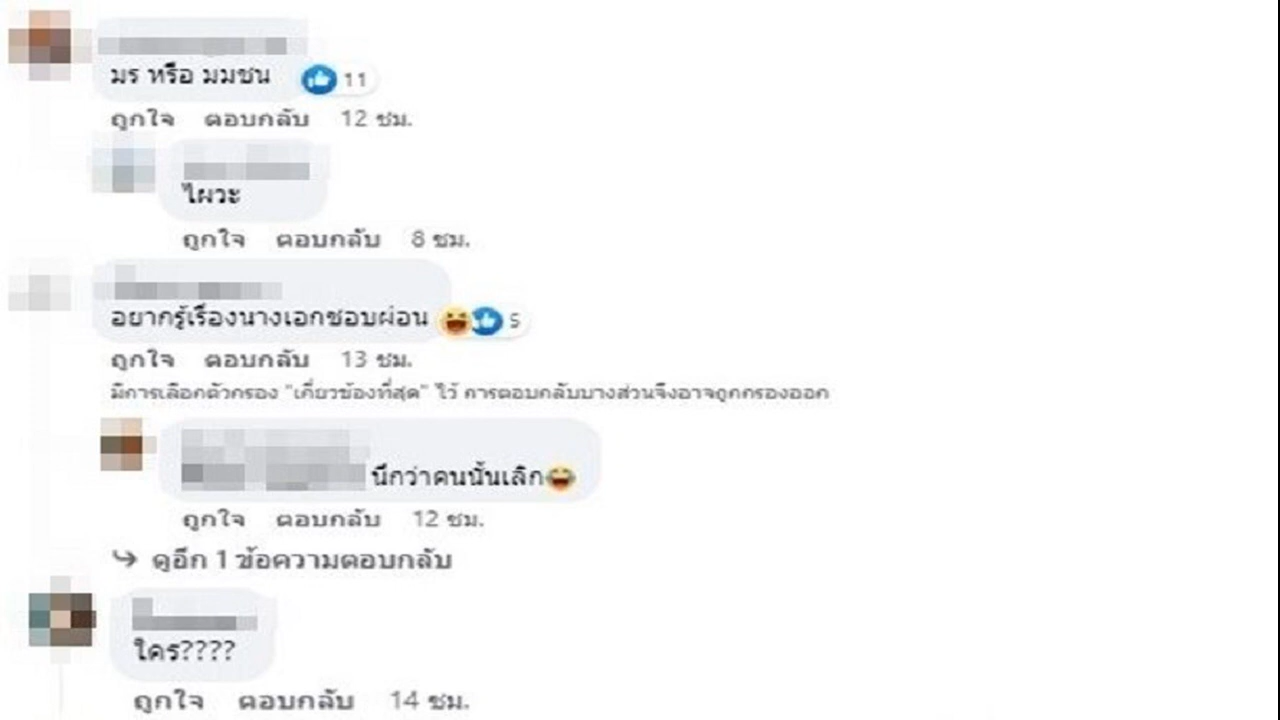 มร หรือ มมชน
11
ถูกใจ ตอบกลับ 12 ชม.
ไผวะ
ถูกใจ ตอบกลับ 8 ชม.
อยากรู้เรื่องนางเอกชอบผ่อน
5
ถูกใจ ตอบกลับ 13 ชม.
มีการเลือกตัวกรอง "เกี่ยวข้องที่สุด" ไว้ การตอบกลับบางส่วนจึงอาจถูกกรองออก
นึกว่าคนนั้นเลิก😂
ถูกใจ ตอบกลับ 12 ชม.
ดูอีก 1 ข้อความตอบกลับ
ใคร????
ถูกใจ ตอบกลับ 14 ชม.